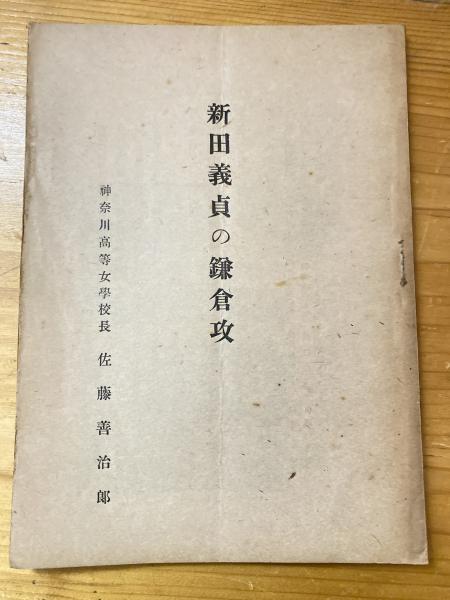 新田義貞の鎌倉攻
神奈川高等女學校長 佐藤善治郎